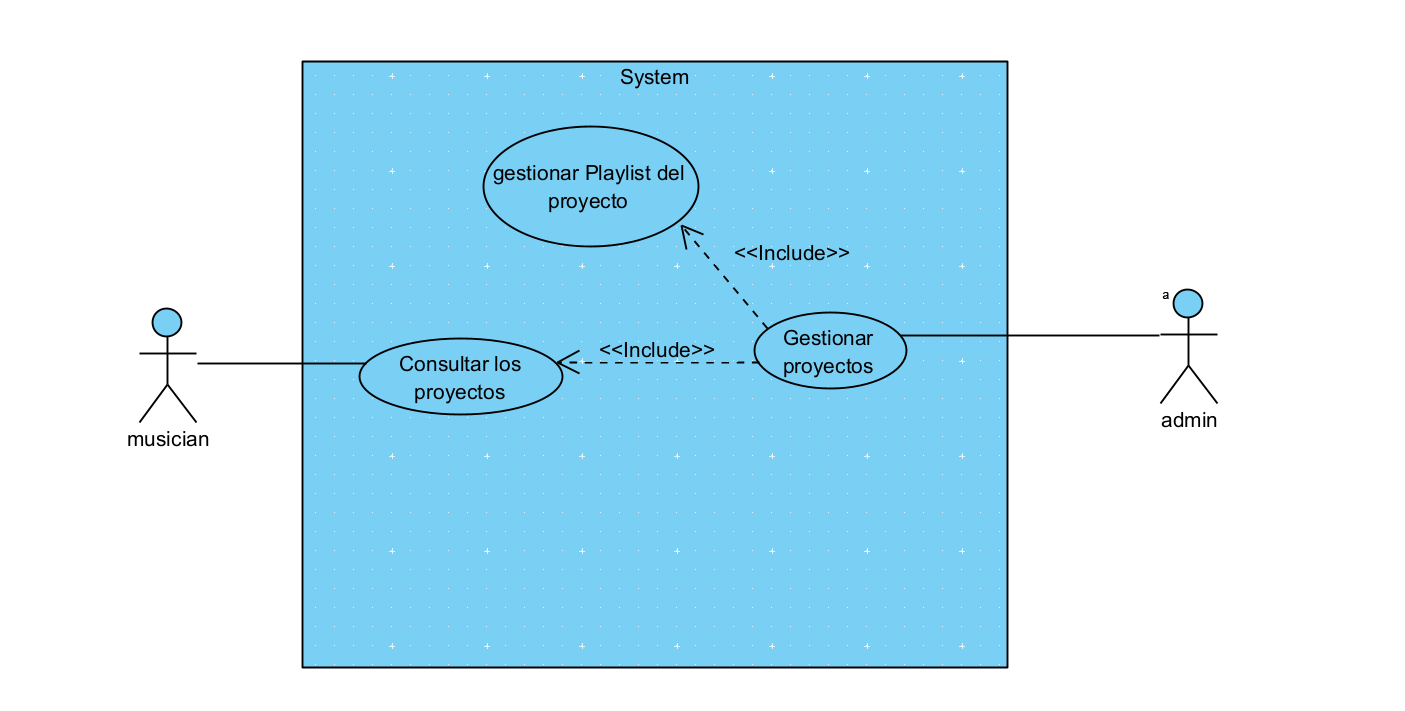 System
gestionar Playlist del
proyecto
<<Include>>
a
Gestionar
proyectos
<<Include>>
Consultar los
proyectos
musician
admin